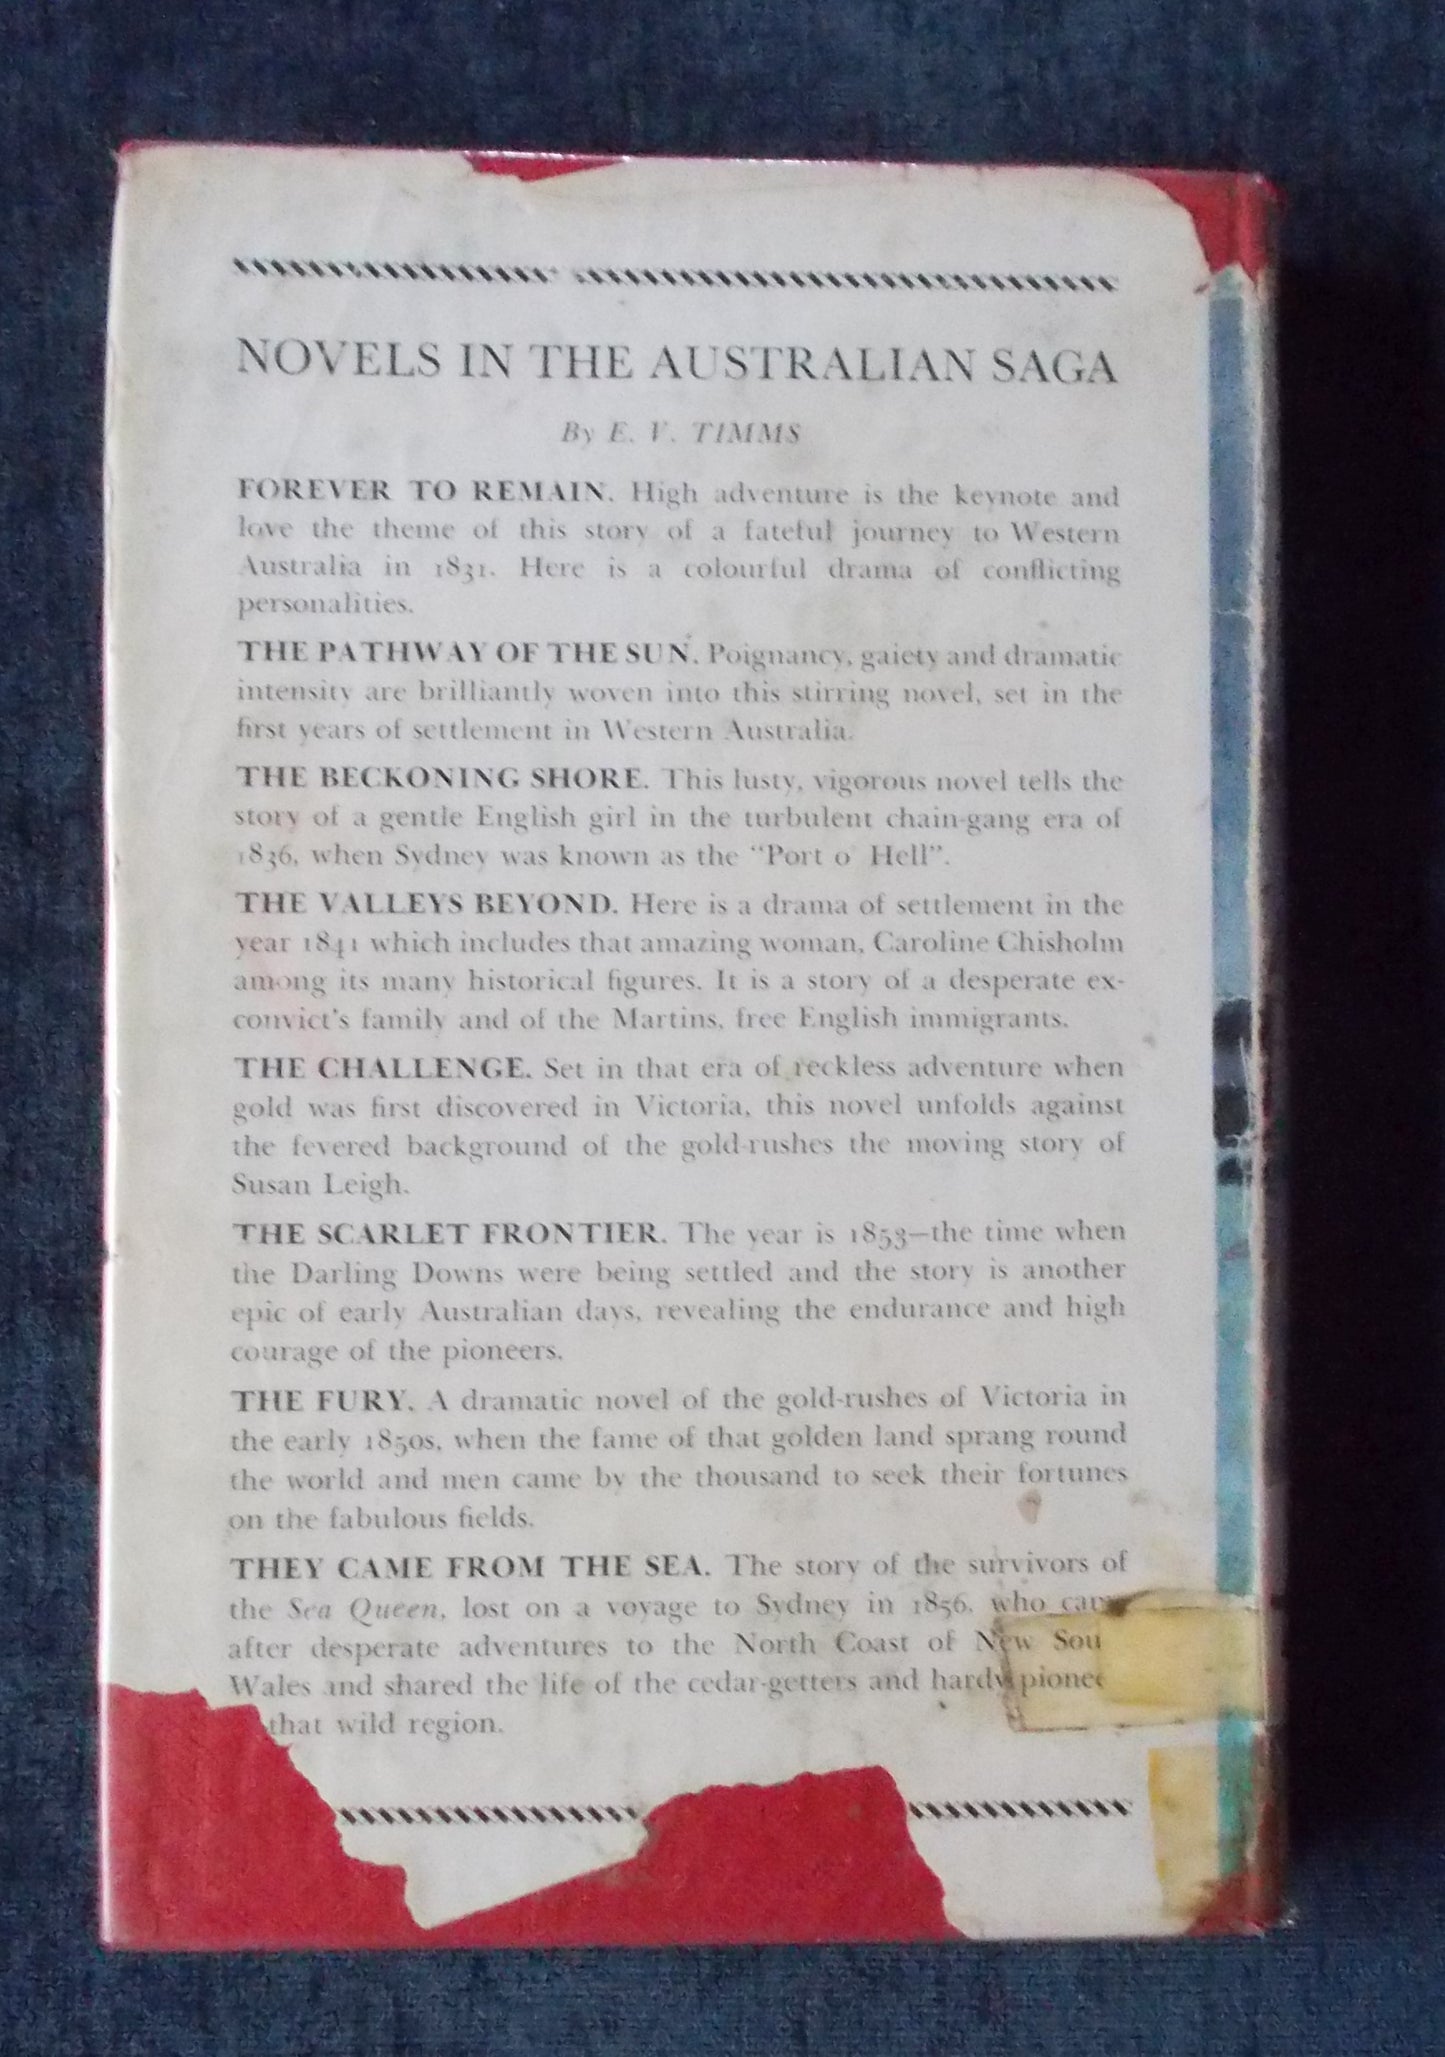 NOVELS IN THE AUSTRALIAN SAGA
By E. V. TIMMS
FOREVER TO REMAIN. High adventure is the keynote and
love the theme of this story of a fateful journey to Western
Australia in 1831. Here is a colourful drama of conflicting
personalities.
THE PATHWAY OF THE SUN. Poignancy, gaiety and dramatic
intensity are brilliantly woven into this stirring novel, set in the
first years of settlement in Western Australia.
THE BECKONING SHORE. This lusty, vigorous novel tells the
story of a gentle English girl in the turbulent chain-gang era of
1836, when Sydney was known as the "Port o' Hell".
THE VALLEYS BEYOND. Here is a drama of settlement in the
year 1841 which includes that amazing woman, Caroline Chisholm
among its many historical figures. It is a story of a desperate ex-
convict's family and of the Martins, free English immigrants.
THE CHALLENGE. Set in that era of reckless adventure when
gold was first discovered in Victoria, this novel unfolds against
the fevered background of the gold-rushes the moving story of
Susan Leigh.
THE SCARLET FRONTIER. The year is 1853—the time when
the Darling Downs were being settled and the story is another
epic of early Australian days, revealing the endurance and high
courage of the pioneers.
THE FURY. A dramatic novel of the gold-rushes of Victoria in
the early 1850s, when the fame of that golden land sprang round
the world and men came by the thousand to seek their fortunes
on the fabulous fields.
THEY CAME FROM THE SEA. The story of the survivors of
the Sea Queen, lost on a voyage to Sydney in 1856, who
after desperate adventures to the North Coast of New Sou
Wales and shared the life of the cedar-getters and hardy pionee
that wild region.